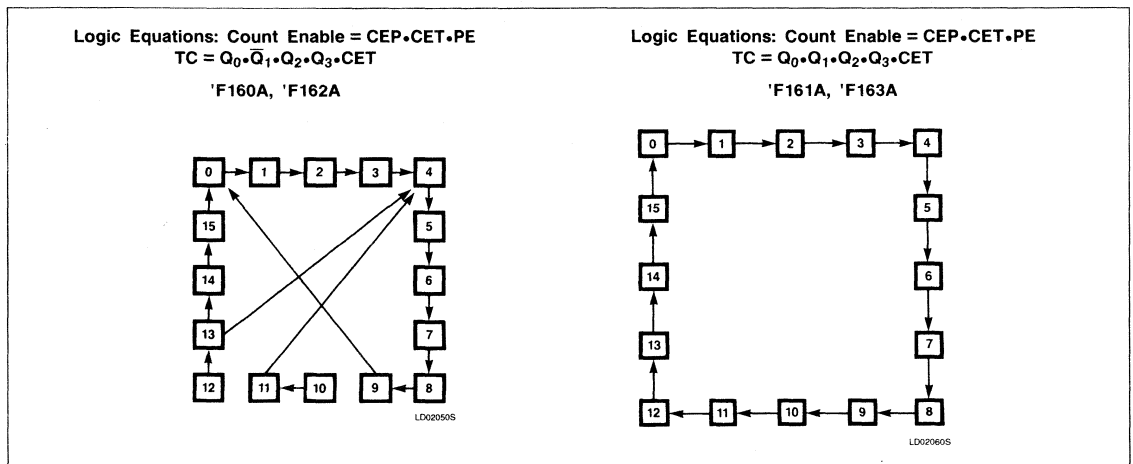 Logic Equations: Count Enable = CEP•CET•PE
TC = Q₀•Q̅₁•Q₂•Q₃•CET
'F160A, 'F162A
0 1 2 3 4
15 5
14 6
13 7
12 11 10 9 8
LD02050S
Logic Equations: Count Enable = CEP•CET•PE
TC = Q₀•Q₁•Q₂•Q₃•CET
'F161A, 'F163A
0 1 2 3 4
15 5
14 6
13 7
12 11 10 9 8
LD02060S